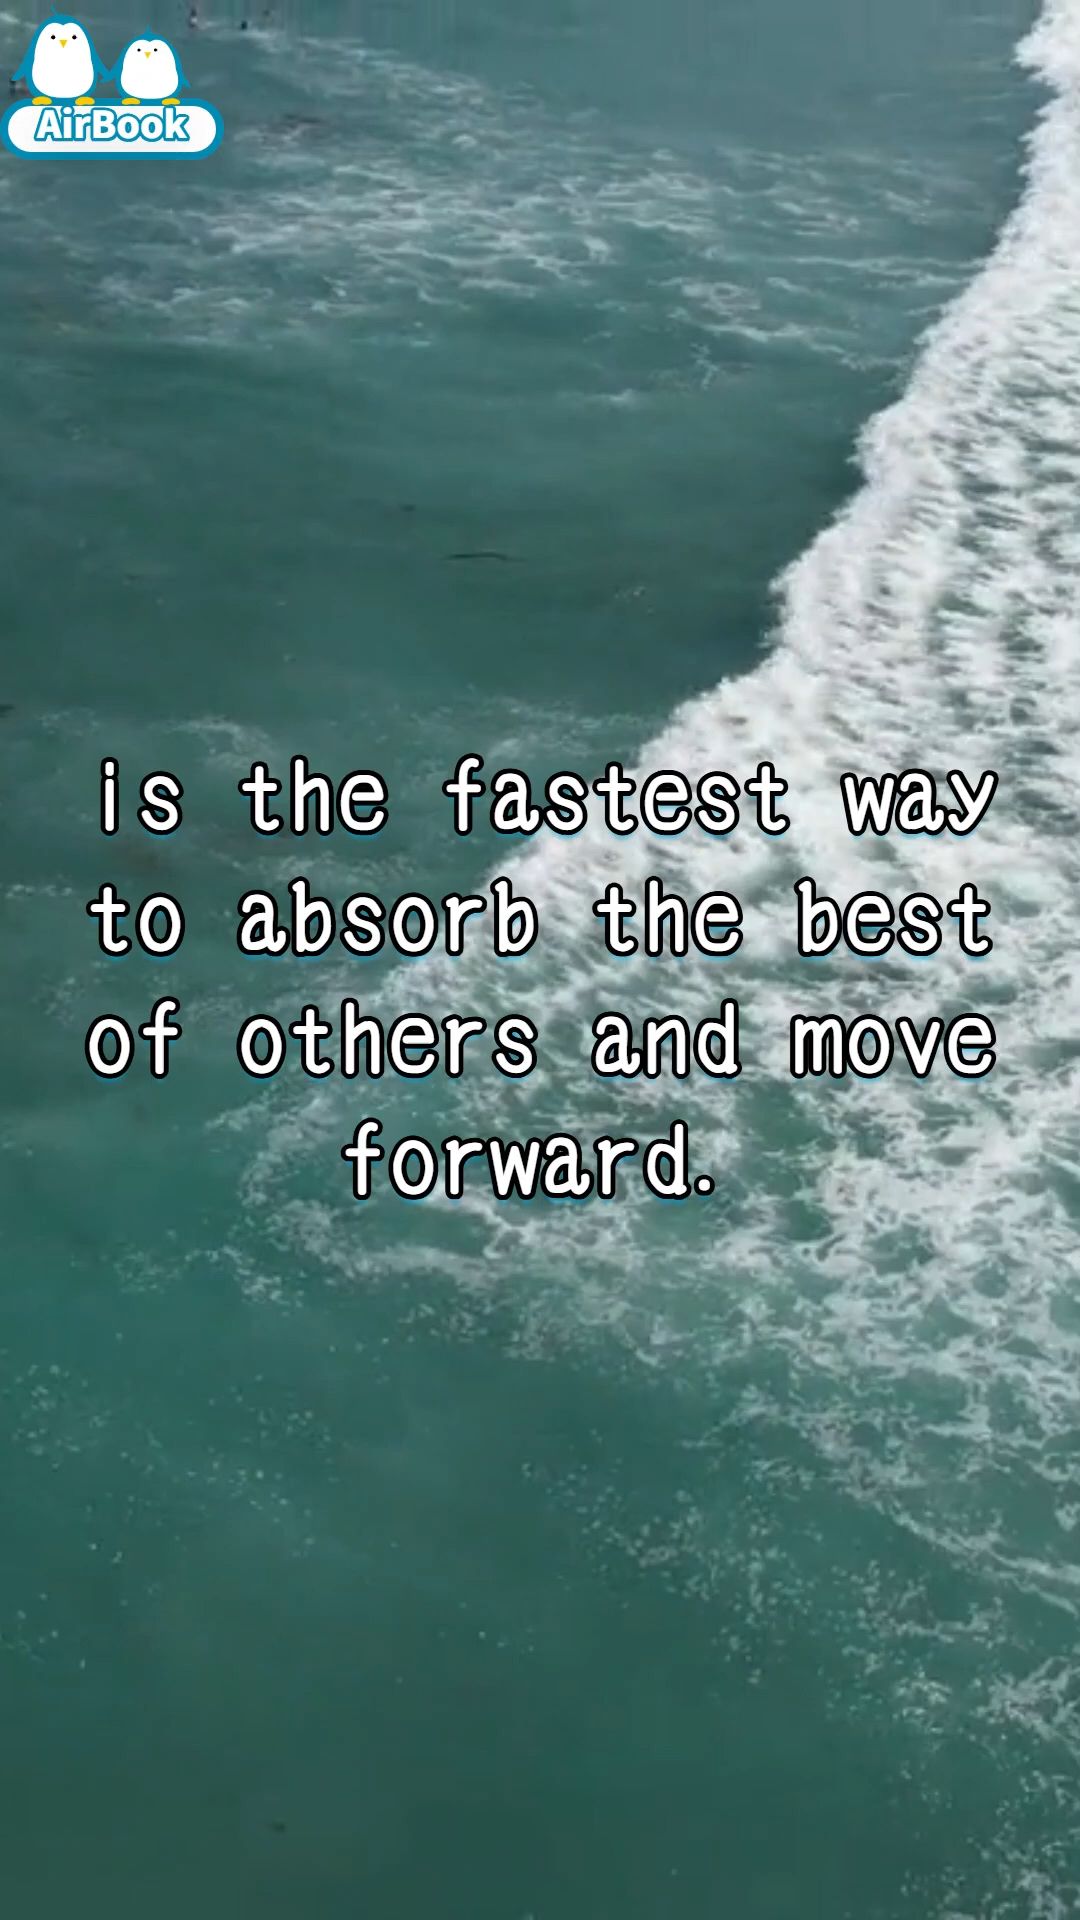 AirBook
is the fastest way
to absorb the best
of others and move
forward.